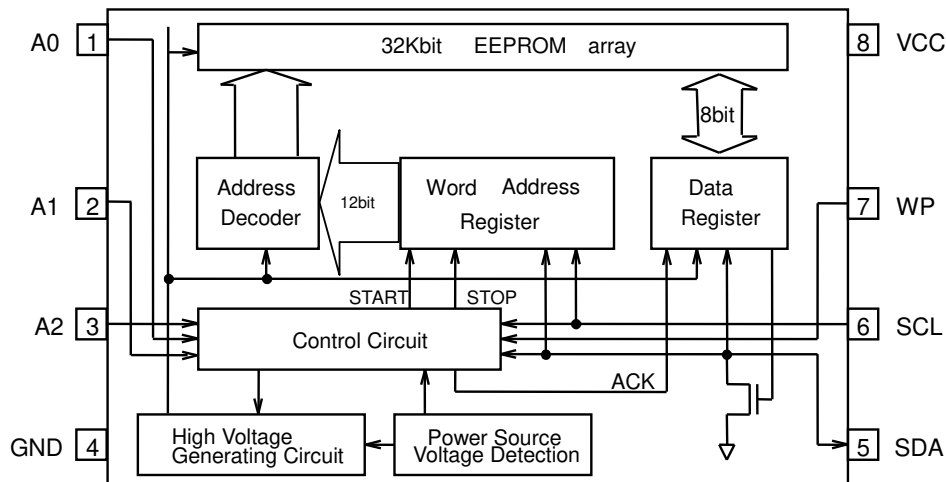 A0 1 32Kbit EEPROM array 8 VCC
8bit
A1 2 Address
Decoder 12bit Word Address
Register Data
Register 7 WP
START STOP
A2 3 Control Circuit 6 SCL
ACK
GND 4 High Voltage
Generating Circuit Power Source
Voltage Detection 5 SDA